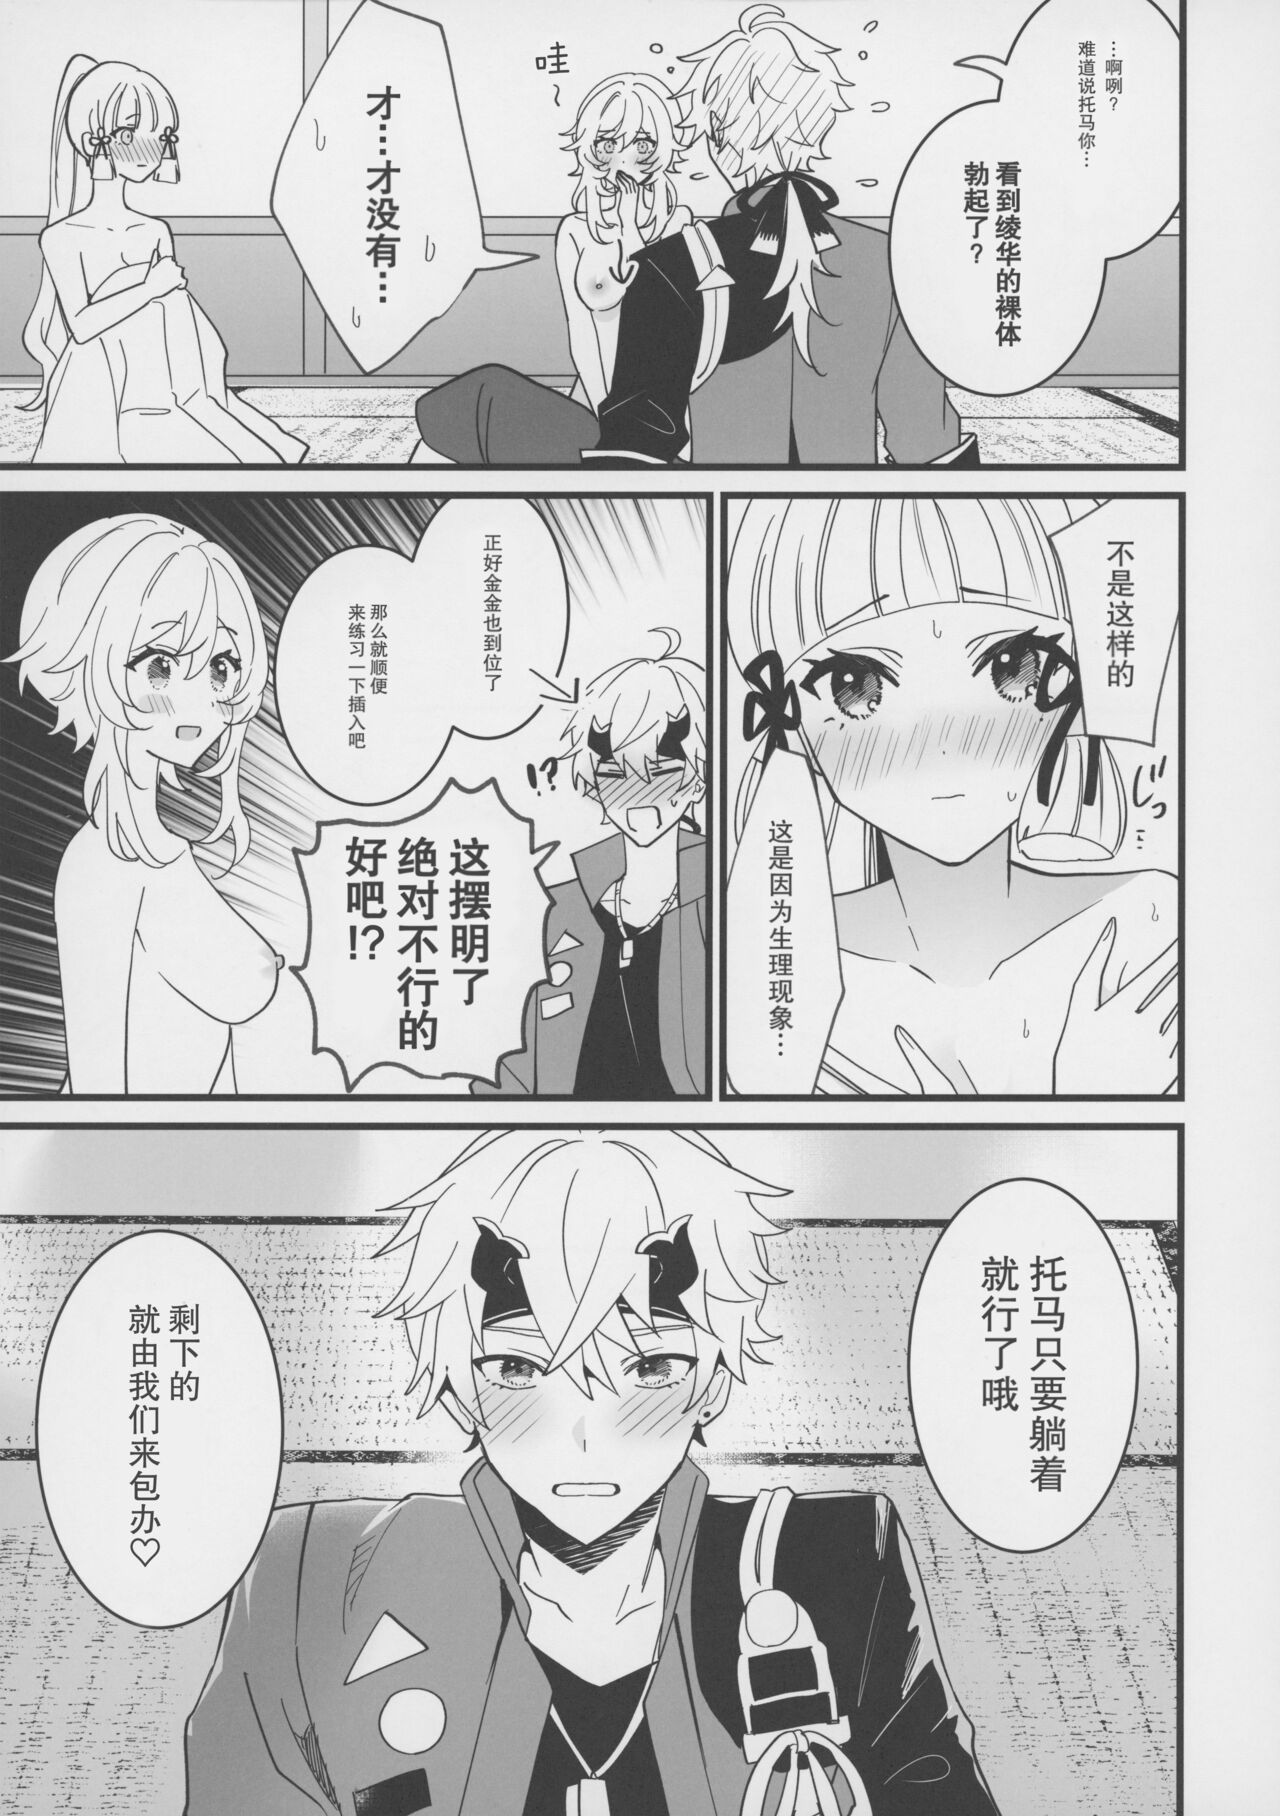 …啊咧？
难道说托马你…
看到绫华的裸体
勃起了？
哇～
才…才没有…
不是这样的
这是因为生理现象…
正好金金也到位了
那么就顺便
来练习一下插入吧
!?
这摆明了
绝对不行的
好吧!?
じっ
托马只要躺着
就行了哦
剩下的
就由我们来包办♡